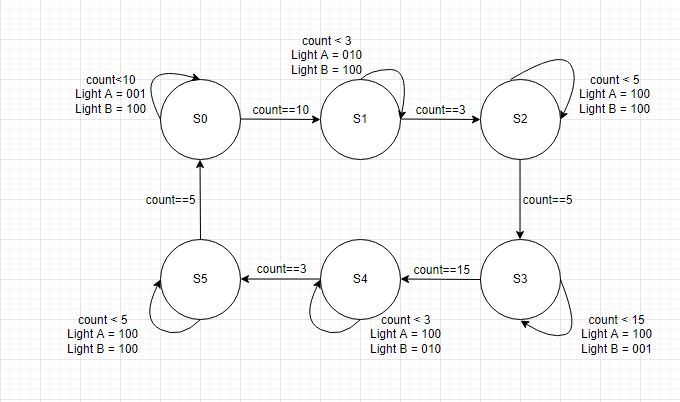 count < 3
Light A = 010
Light B = 100
count<10
Light A = 001
Light B = 100
count < 5
Light A = 100
Light B = 100
S0
count==10
S1
count==3
S2
count==5
count==5
S5
count==3
S4
count==15
S3
count < 5
Light A = 100
Light B = 100
count < 3
Light A = 100
Light B = 010
count < 15
Light A = 100
Light B = 001